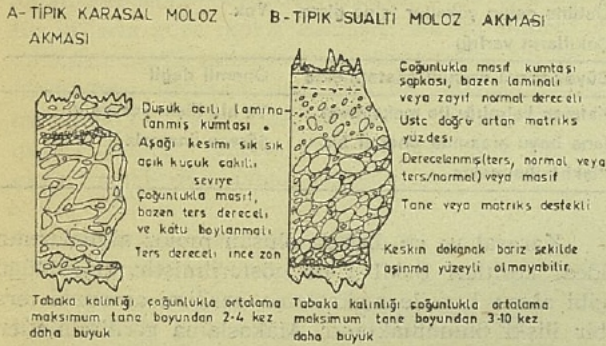 A-TİPİK KARASAL MOLOZ
AKMASI
Düşük açılı lamina-
lanmış kumtaşı
Aşağı kesimi sık sık
açık küçük çakıllı
seviye
Çoğunlukla masif,
bazen ters dereceli
ve kötü boylanmalı
Ters dereceli ince zon
Tabaka kalınlığı çoğunlukla ortalama
maksimum tane boyundan 2-4 kez
daha büyük
B-TİPİK SUALTI MOLOZ AKMASI
Çoğunlukla masif kumtaşı
şapkası, bazen laminalı
veya zayıf normal dereceli
Üste doğru artan matriks
yüzdesi
Derecelenmiş(ters, normal veya
ters/normal) veya masif
Tane veya matriks destekli
Keskin dokanak bariz şekilde
aşınma yüzeyli olmayabilir.
Tabaka kalınlığı çoğunlukla ortalama
maksimum tane boyundan 3-10 kez
daha büyük